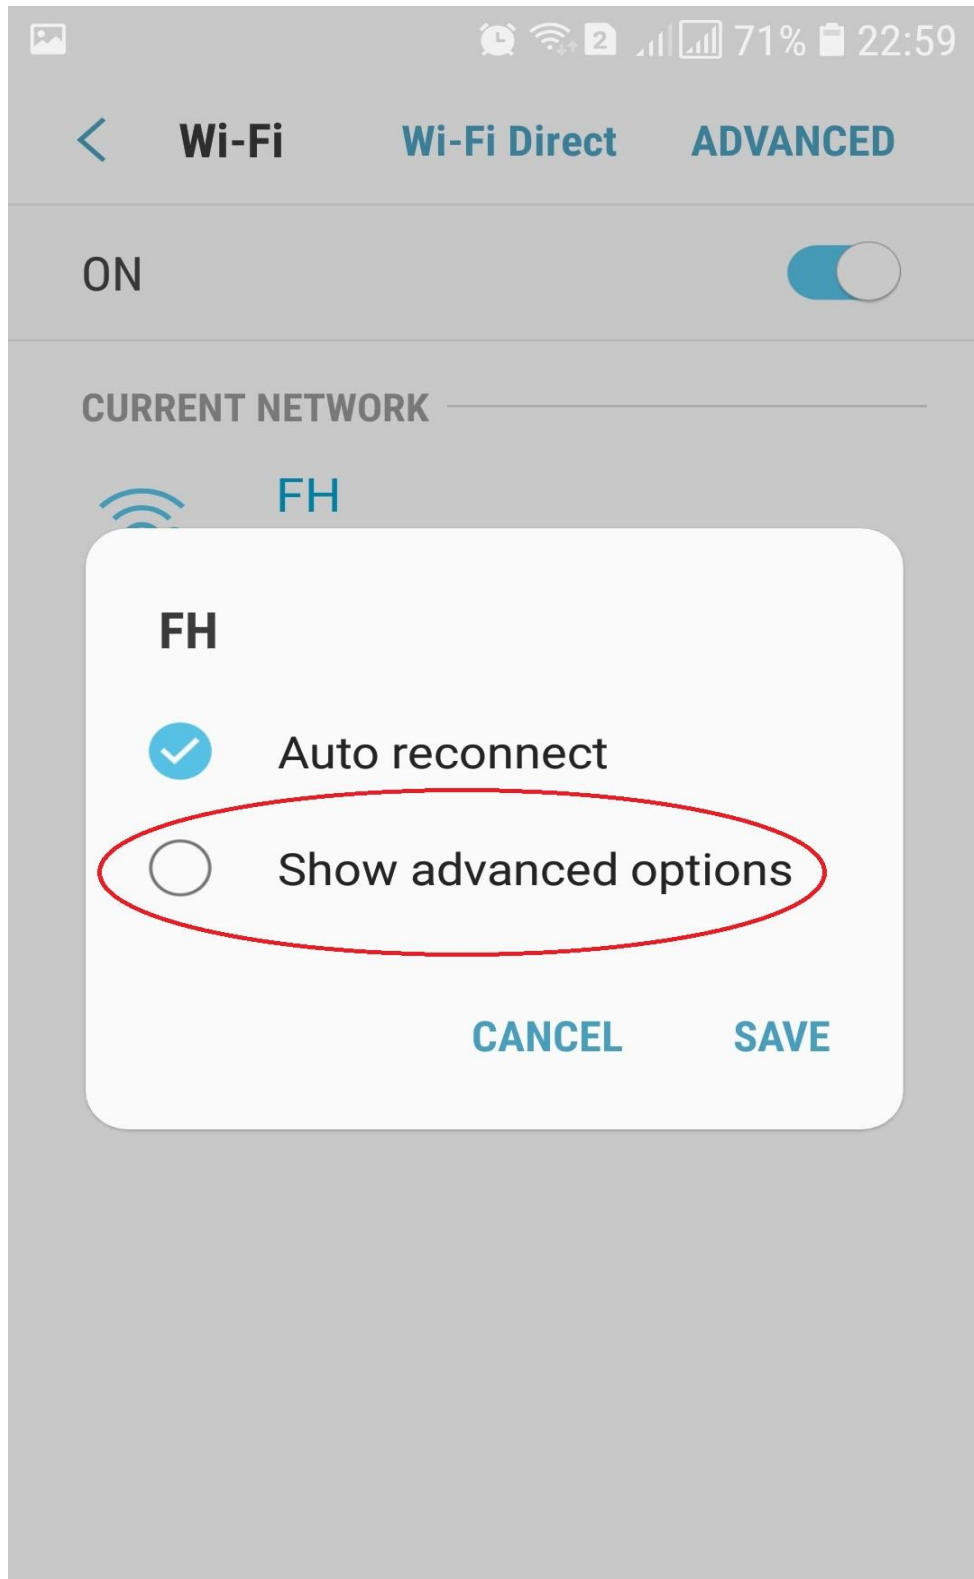 2 71% 22:59
Wi-Fi Wi-Fi Direct ADVANCED
ON
CURRENT NETWORK
FH
FH
Auto reconnect
Show advanced options
CANCEL SAVE